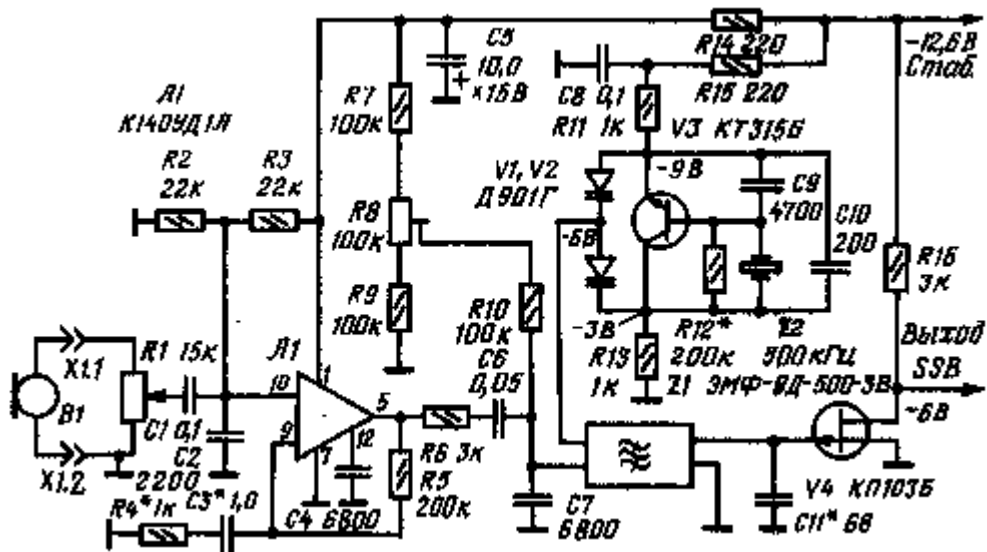 C5
10,0
×15В
R7
100к
А1
К140УД1А
R2
22к
R3
22к
R8
100к
R9
100к
R10
100к
C6
0,05
R14 220
R15 220
C8 0,1
R11 1к
V3 КТ315Б
-12,6В
Стаб.
V1, V2
Д901Г
-9В
-6В
-3В
C9
4700
C10
200
R16
3к
R12*
200к
R13
1к
Z2
500кГц
Z1 ЭМФ-9Д-500-3В
Выход
SSB
-6В
X1.1
R1 15к
B1
X1.2
C1 0,1
C2
2200
C3* 1,0
R4* 1к
А1
10
9
1
5
12
7
C4 6800
R6 3к
R5
200к
C7
6800
V4 КП103Б
C11* 68